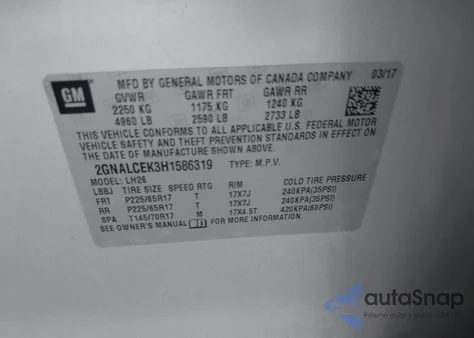 GM
MFD BY GENERAL MOTORS OF CANADA COMPANY 03/17
GVWR GAWR FRT GAWR RR
2250 KG 1175 KG 1240 KG
4960 LB 2590 LB 2733 LB
THIS VEHICLE CONFORMS TO ALL APPLICABLE U.S. FEDERAL MOTOR
VEHICLE SAFETY AND THEFT PREVENTION STANDARDS IN EFFECT ON
THE DATE OF MANUFACTURE SHOWN ABOVE.
2GNALCEK3H1586319 TYPE: M.P.V.
MODEL: LH26
LBBJ TIRE SIZE SPEED RTG RIM COLD TIRE PRESSURE
FRT P225/65R17 T 17X7J 240KPA(35PSI)
RR P225/65R17 T 17X7J 240KPA(35PSI)
SPA T145/70R17 M 17X4.5T 420KPA(60PSI)
SEE OWNER'S MANUAL FOR MORE INFORMATION.
autoSnap